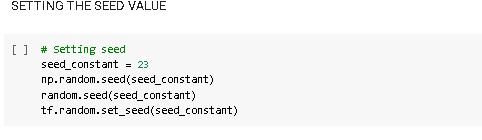 SETTING THE SEED VALUE
[ ] # Setting seed
seed_constant = 23
np.random.seed(seed_constant)
random.seed(seed_constant)
tf.random.set_seed(seed_constant)